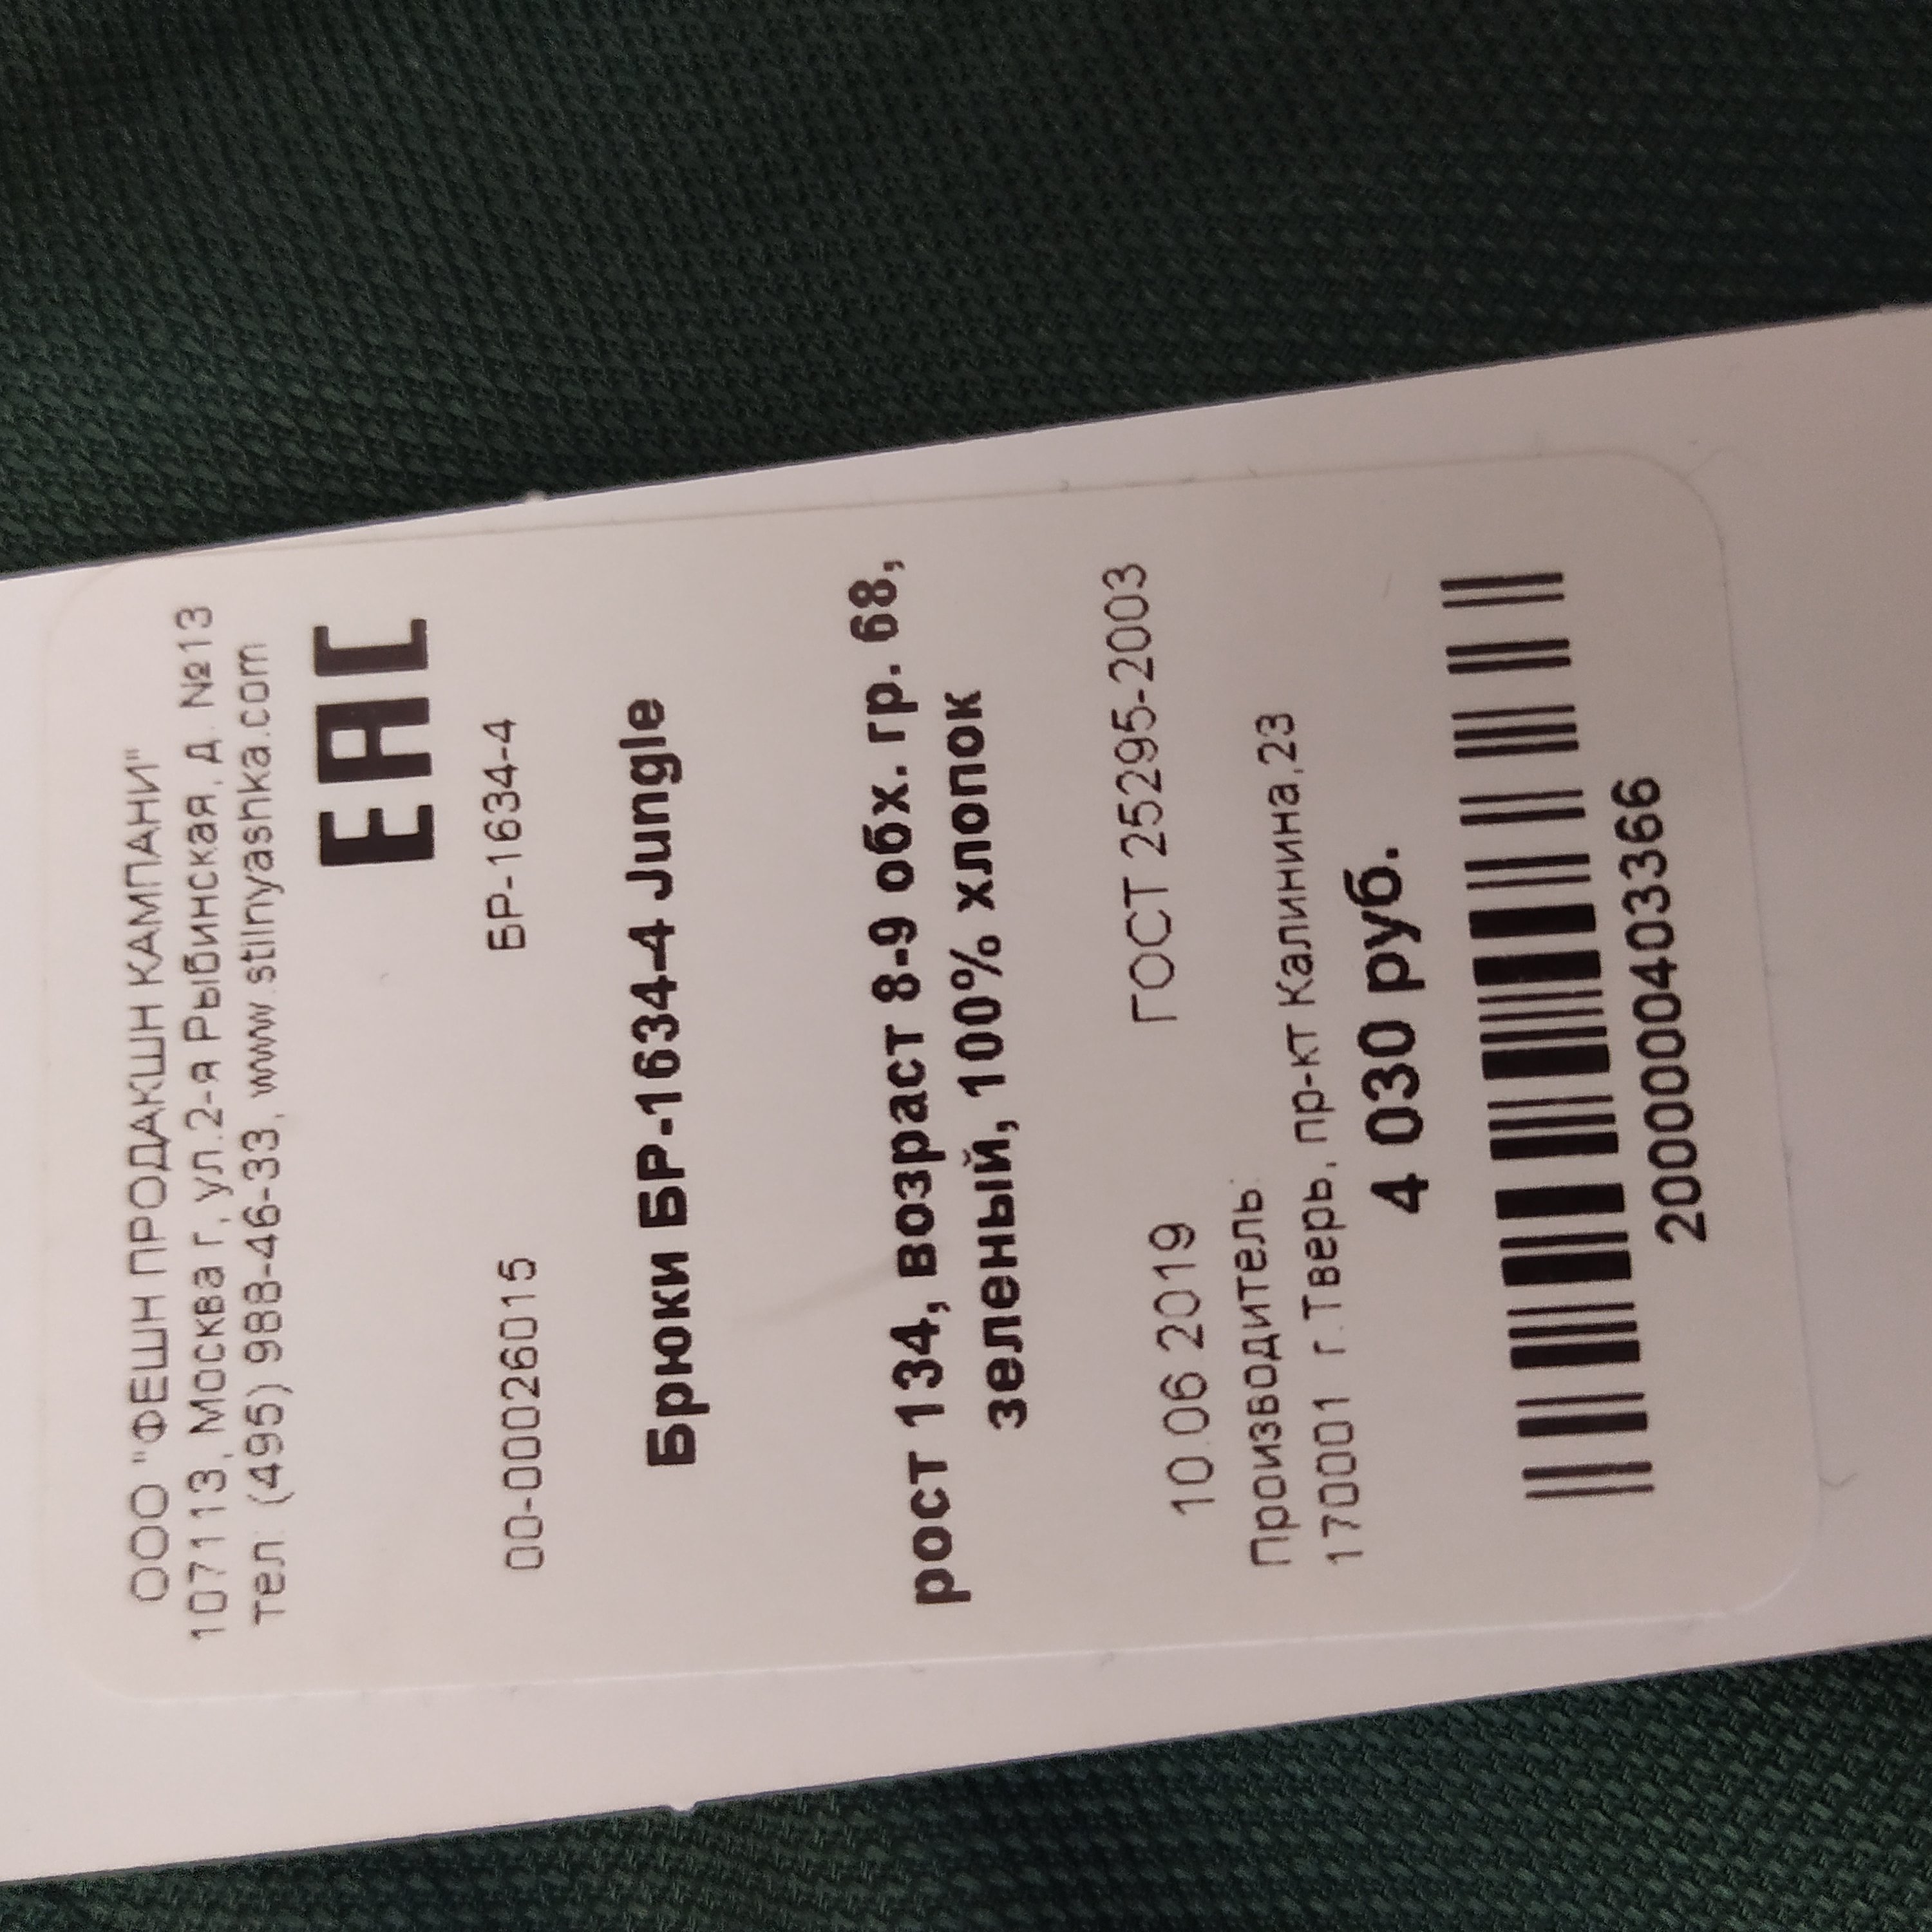 ООО "ФЕШН ПРОДАКШН КАМПАНИ"
107113, Москва г, ул.2-я Рыбинская, д. №13
тел. (495) 988-46-33, www.stilnyashka.com
EAC
00-00026015 БР-1634-4
Брюки БР-1634-4 Jungle
рост 134, возраст 8-9 обх. гр. 68,
зеленый, 100% хлопок
10.06.2019 ГОСТ 25295-2003
Производитель:
170001 г.Тверь, пр-кт Калинина,23
4 030 руб.
2000000403366